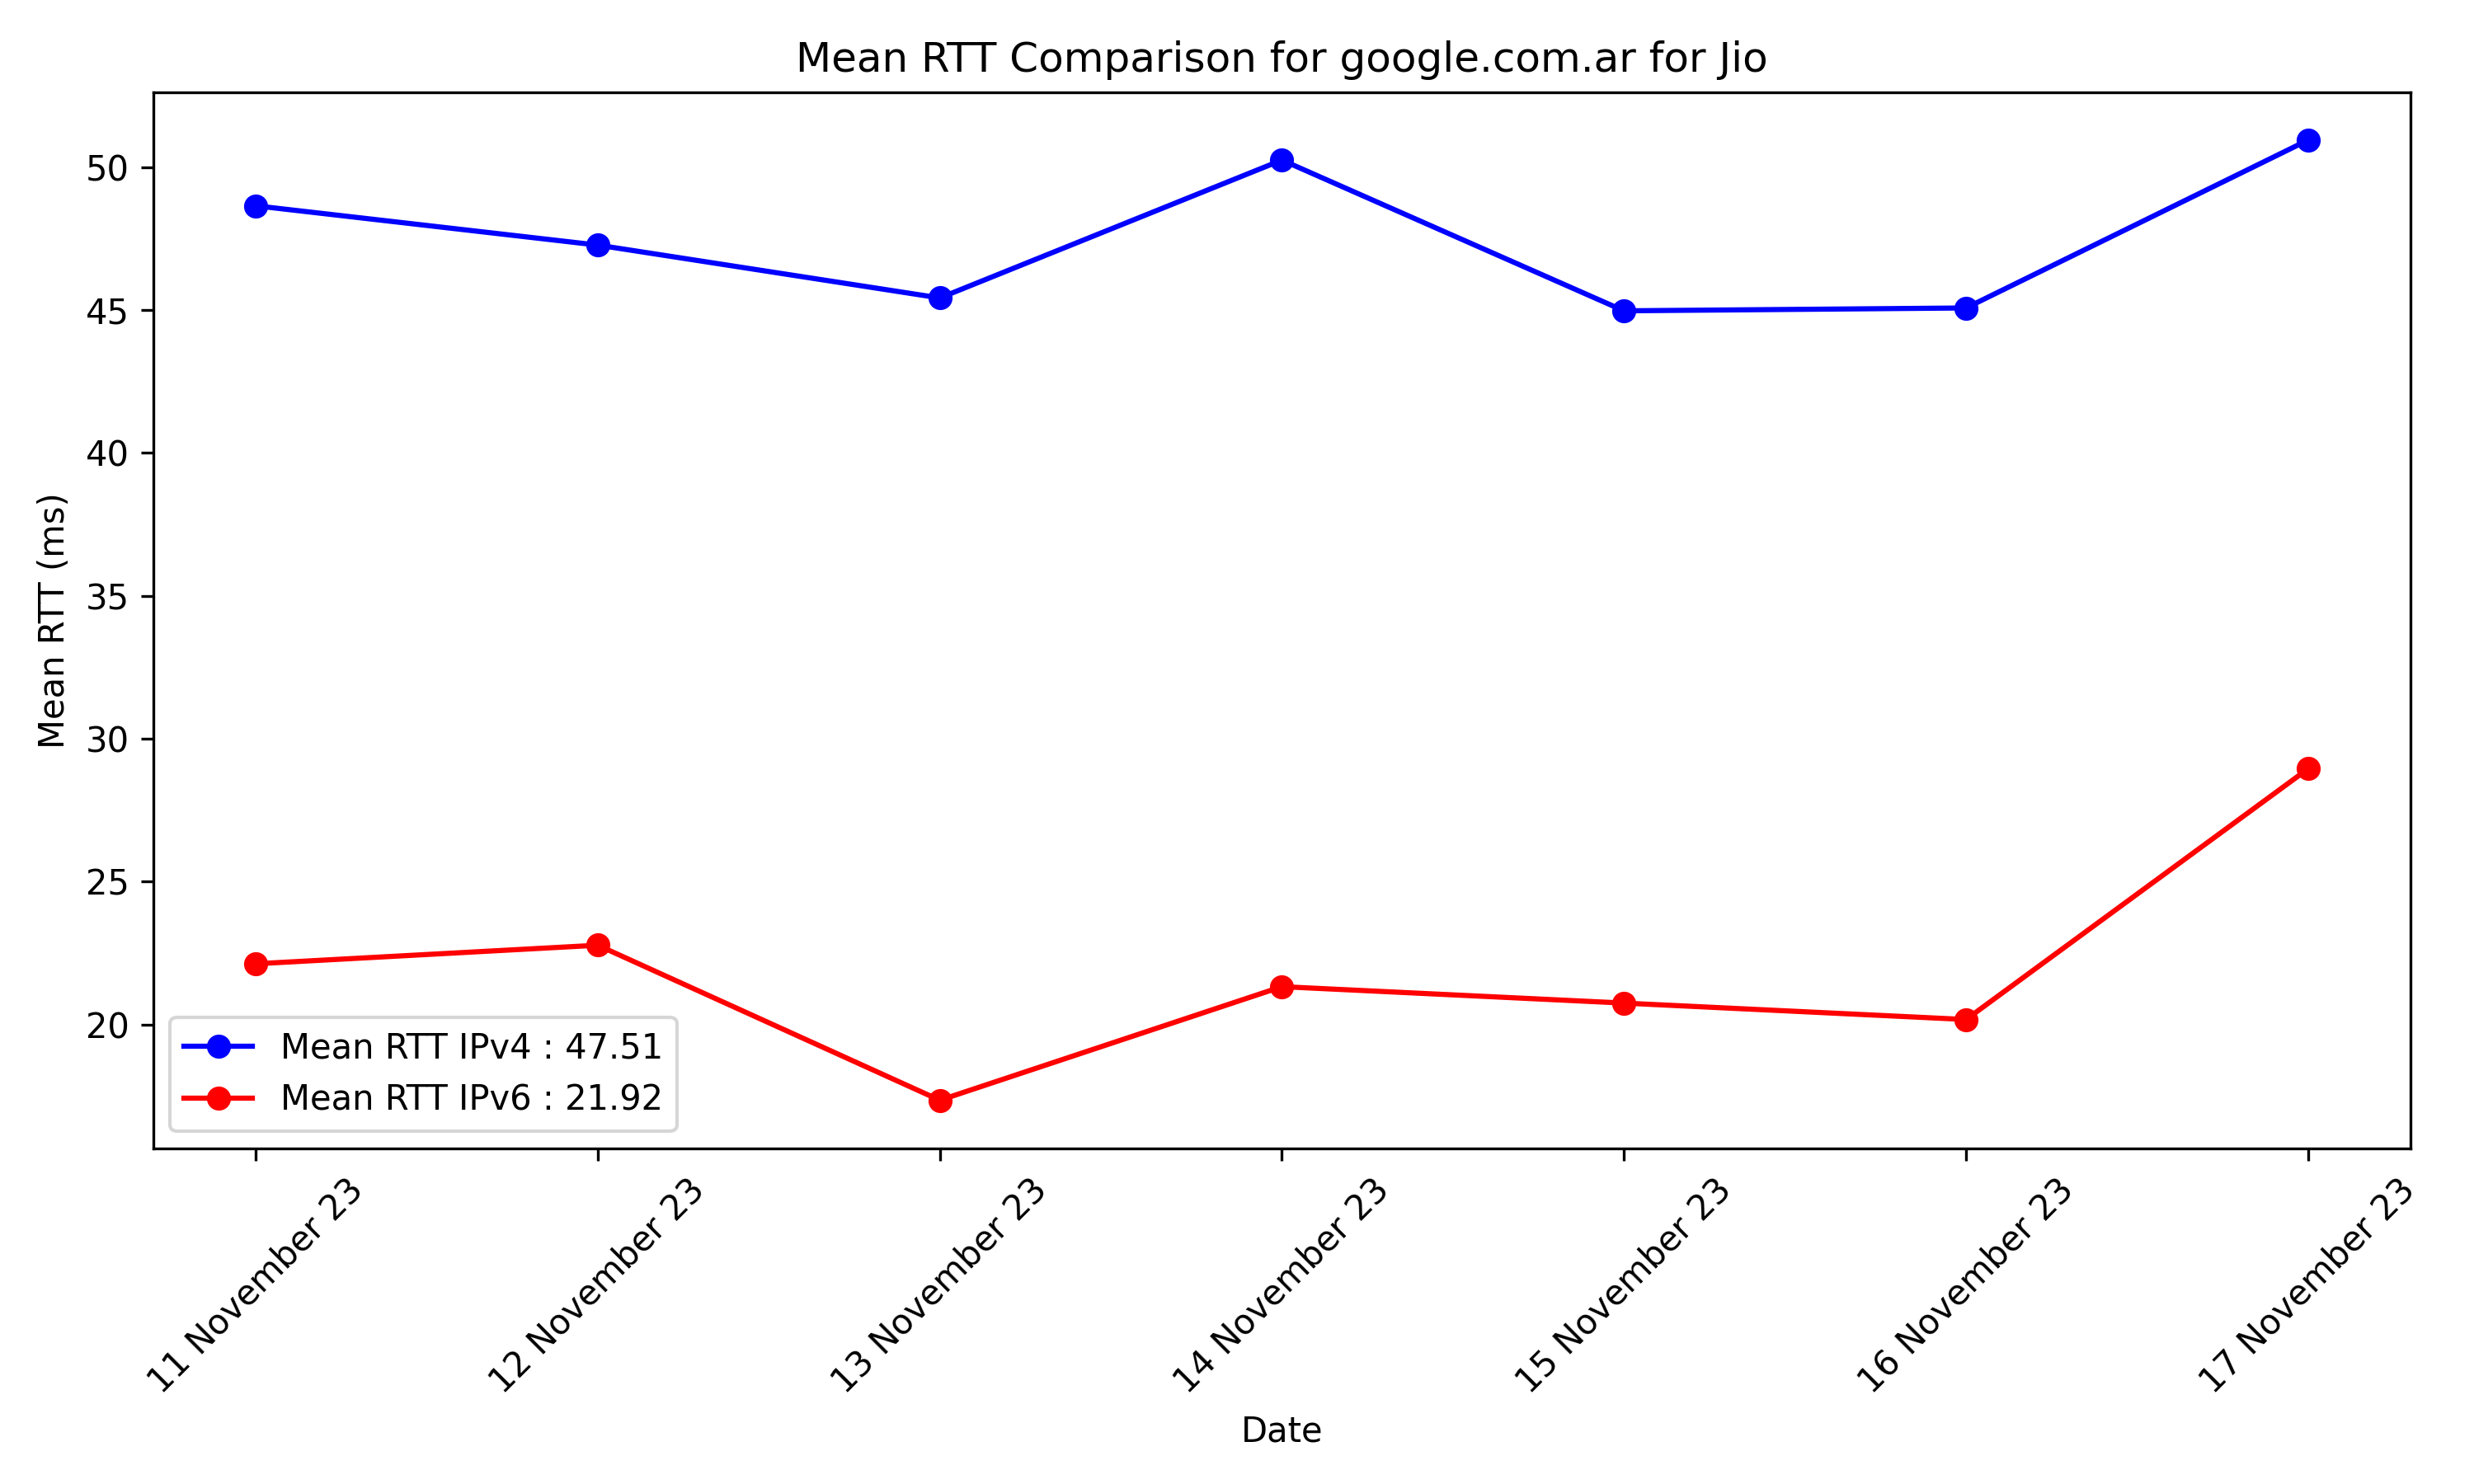 Mean RTT Comparison for google.com.ar for Jio
Mean RTT (ms)
50
45
40
35
30
25
20
Mean RTT IPv4 : 47.51
Mean RTT IPv6 : 21.92
11 November 23
12 November 23
13 November 23
14 November 23
15 November 23
16 November 23
17 November 23
Date